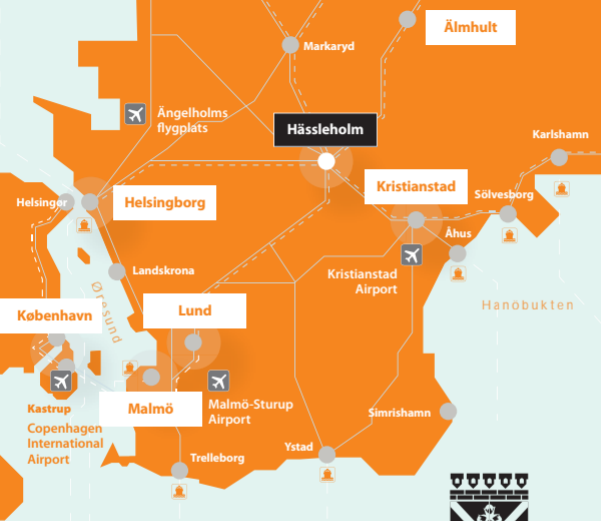 Älmhult
Markaryd
Ängelholms
flygplats
Hässleholm
Karlshamn
Kristianstad
Sölvesborg
Helsingør
Helsingborg
Åhus
Landskrona
Kristianstad
Airport
Øresund
Hanöbukten
København
Lund
Kastrup
Copenhagen
International
Airport
Malmö
Malmö-Sturup
Airport
Simrishamn
Trelleborg
Ystad